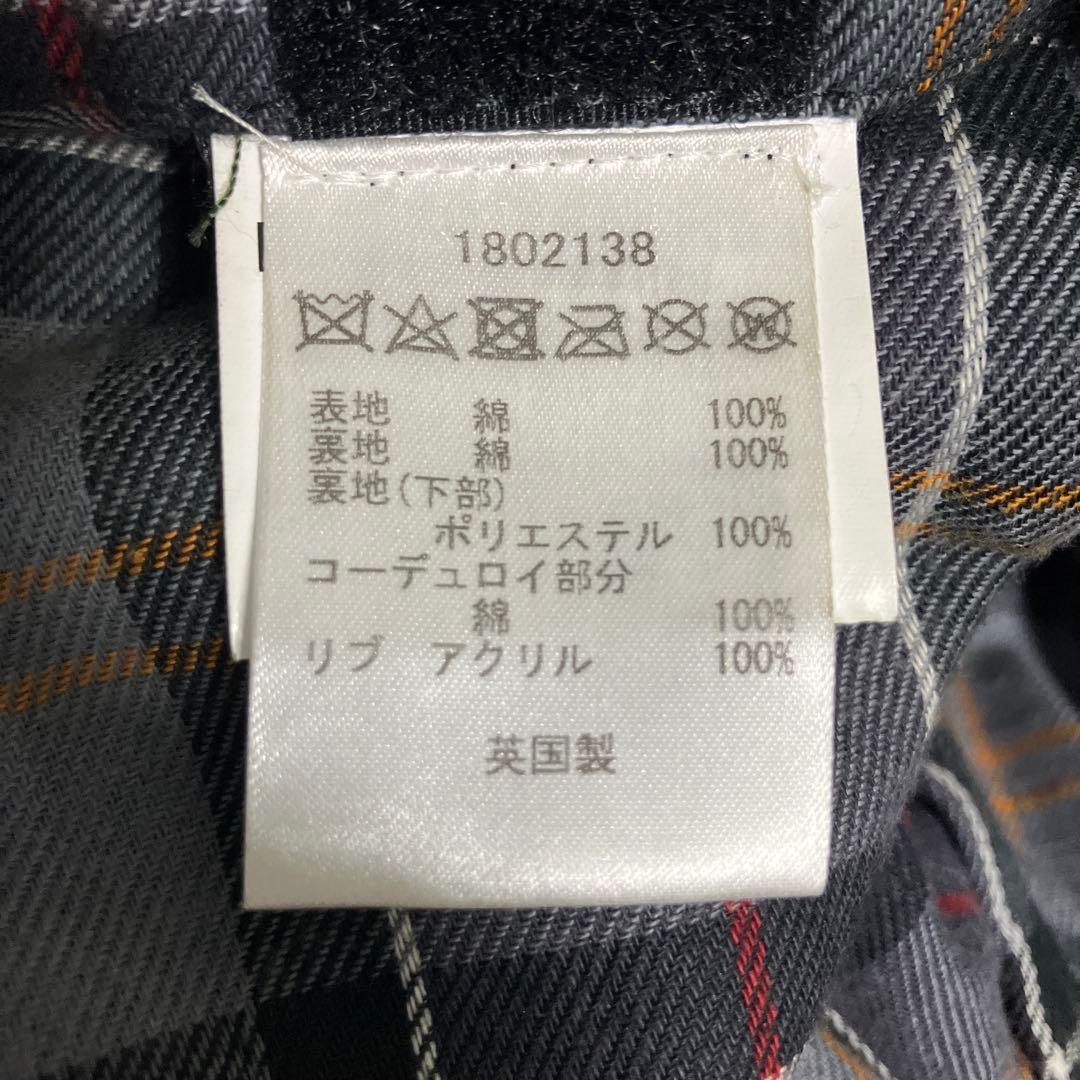 1802138
W
表地 綿 100%
裏地 綿 100%
裏地(下部)
ポリエステル 100%
コーデュロイ部分
綿 100%
リブ アクリル 100%
英国製